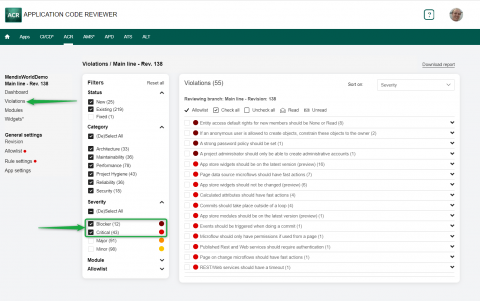 ACR APPLICATION CODE REVIEWER
?
Apps CI/CD ACR AMS APD ATS ALT
MendixWorldDemo
Main line - Rev. 138
Dashboard
Violations
Modules
Widgets
General settings
Revision
Allowlist
Rule settings
App settings
Violations / Main line - Rev. 138
Download report
Filters Reset all
Status
New (25)
Existing (219)
Fixed (1)
Category
(De)Select All
Architecture (33)
Maintainability (36)
Performance (78)
Project Hygiene (43)
Reliability (36)
Security (18)
Severity
(De)Select All
Blocker (12)
Critical (43)
Major (91)
Minor (98)
Module
Allowlist
Violations (55)
Sort on: Severity
Reviewing branch: Main line - Revision: 138
Allowlist Check all Uncheck all Read Unread
Entity access default rights for new members should be None or Read (8)
If an anonymous user is allowed to create objects, constrain these objects to the owner (2)
A strong password policy should be set (1)
A project administrator should only be able to create administrative accounts (1)
App store widgets should be on the latest version (preview) (16)
Page data source microflows should have fast actions (7)
App store widgets should not be changed (preview) (6)
Calculated attributes should have fast actions (4)
Commits should take place outside of a loop (4)
App store modules should be on the latest version (preview) (1)
Events should be triggered when doing a commit (1)
Microflow should only have permissions if used from a page (1)
Published Rest and Web services should require authentication (1)
Page on change microflows should have fast actions (1)
REST/Web services should have a timeout (1)